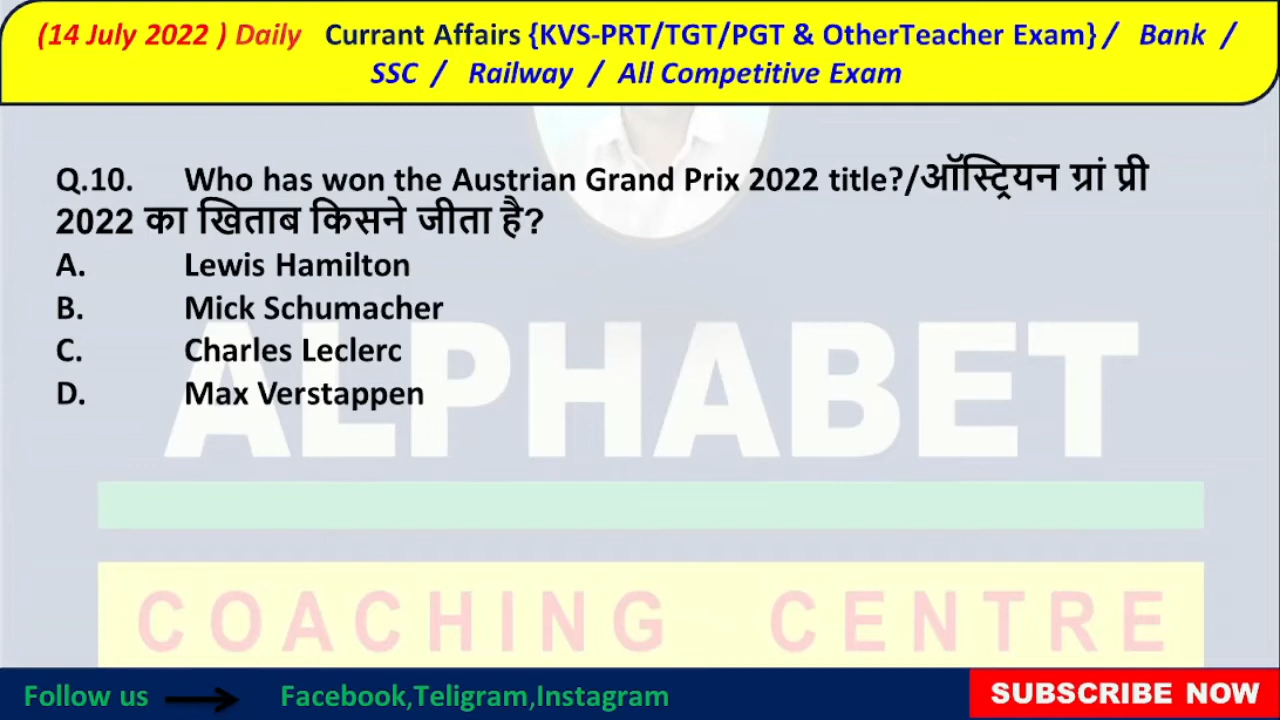 (14 July 2022 ) Daily Currant Affairs {KVS-PRT/TGT/PGT & OtherTeacher Exam} / Bank /
SSC / Railway / All Competitive Exam
Q.10. Who has won the Austrian Grand Prix 2022 title?/ऑस्ट्रियन ग्रां प्री
2022 का खिताब किसने जीता है?
A. Lewis Hamilton
B. Mick Schumacher
C. Charles Leclerc
D. Max Verstappen
ALPHABET
COACHING CENTRE
Follow us Facebook,Teligram,Instagram
SUBSCRIBE NOW